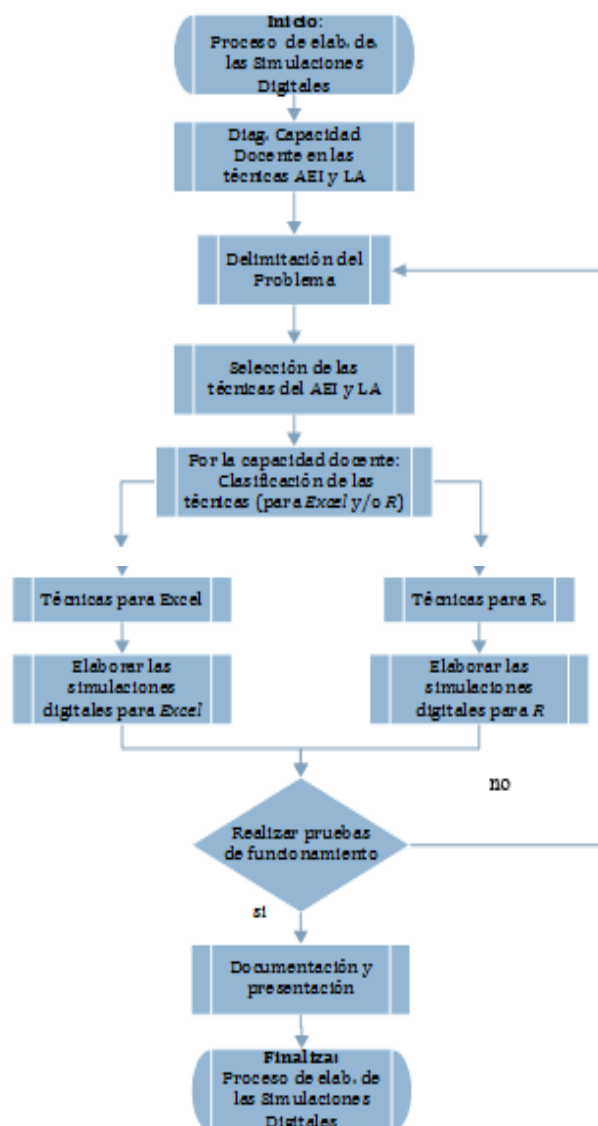 Inicio:
Proceso de elab. de.
las Simulaciones
Digitales
Diag. Capacidad
Docente en las
técnicas AEI y LA
Delimitación del
Problema
Selección de las
técnicas del AEI y LA
Por la capacidad docente:
Clasificación de las
técnicas (para Excel y/o R)
Técnicas para Excel
Técnicas para R.
Elaborar las
simulaciones
digitales para Excel
Elaborar las
simulaciones
digitales para R
no
Realizar pruebas
de funcionamiento
si
Documentación y
presentación
Finaliza:
Proceso de elab. de
las Simulaciones
Digitales